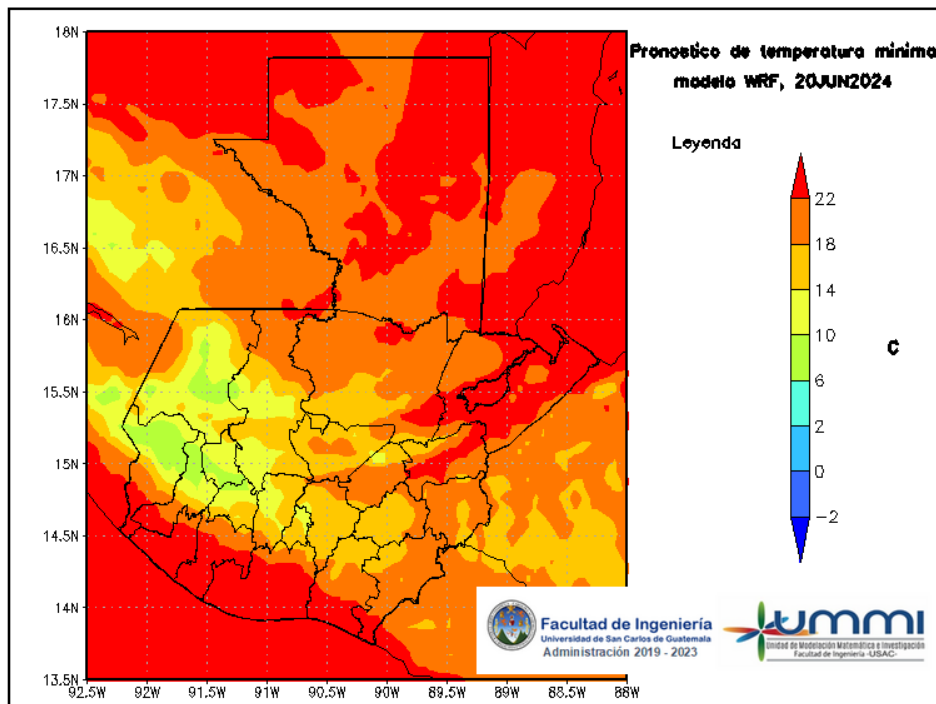 Pronostico de temperatura minima
modelo WRF, 20JUN2024
Leyenda
22
18
14
10
6
2
0
−2
C
18N
17.5N
17N
16.5N
16N
15.5N
15N
14.5N
14N
13.5N
92.5W
92W
91.5W
91W
90.5W
90W
89.5W
89W
88.5W
88W
Facultad de Ingeniería
Universidad de San Carlos de Guatemala
Administración 2019 - 2023
ummi
Unidad de Modelación Matemática e Investigación
Facultad de Ingeniería -USAC-